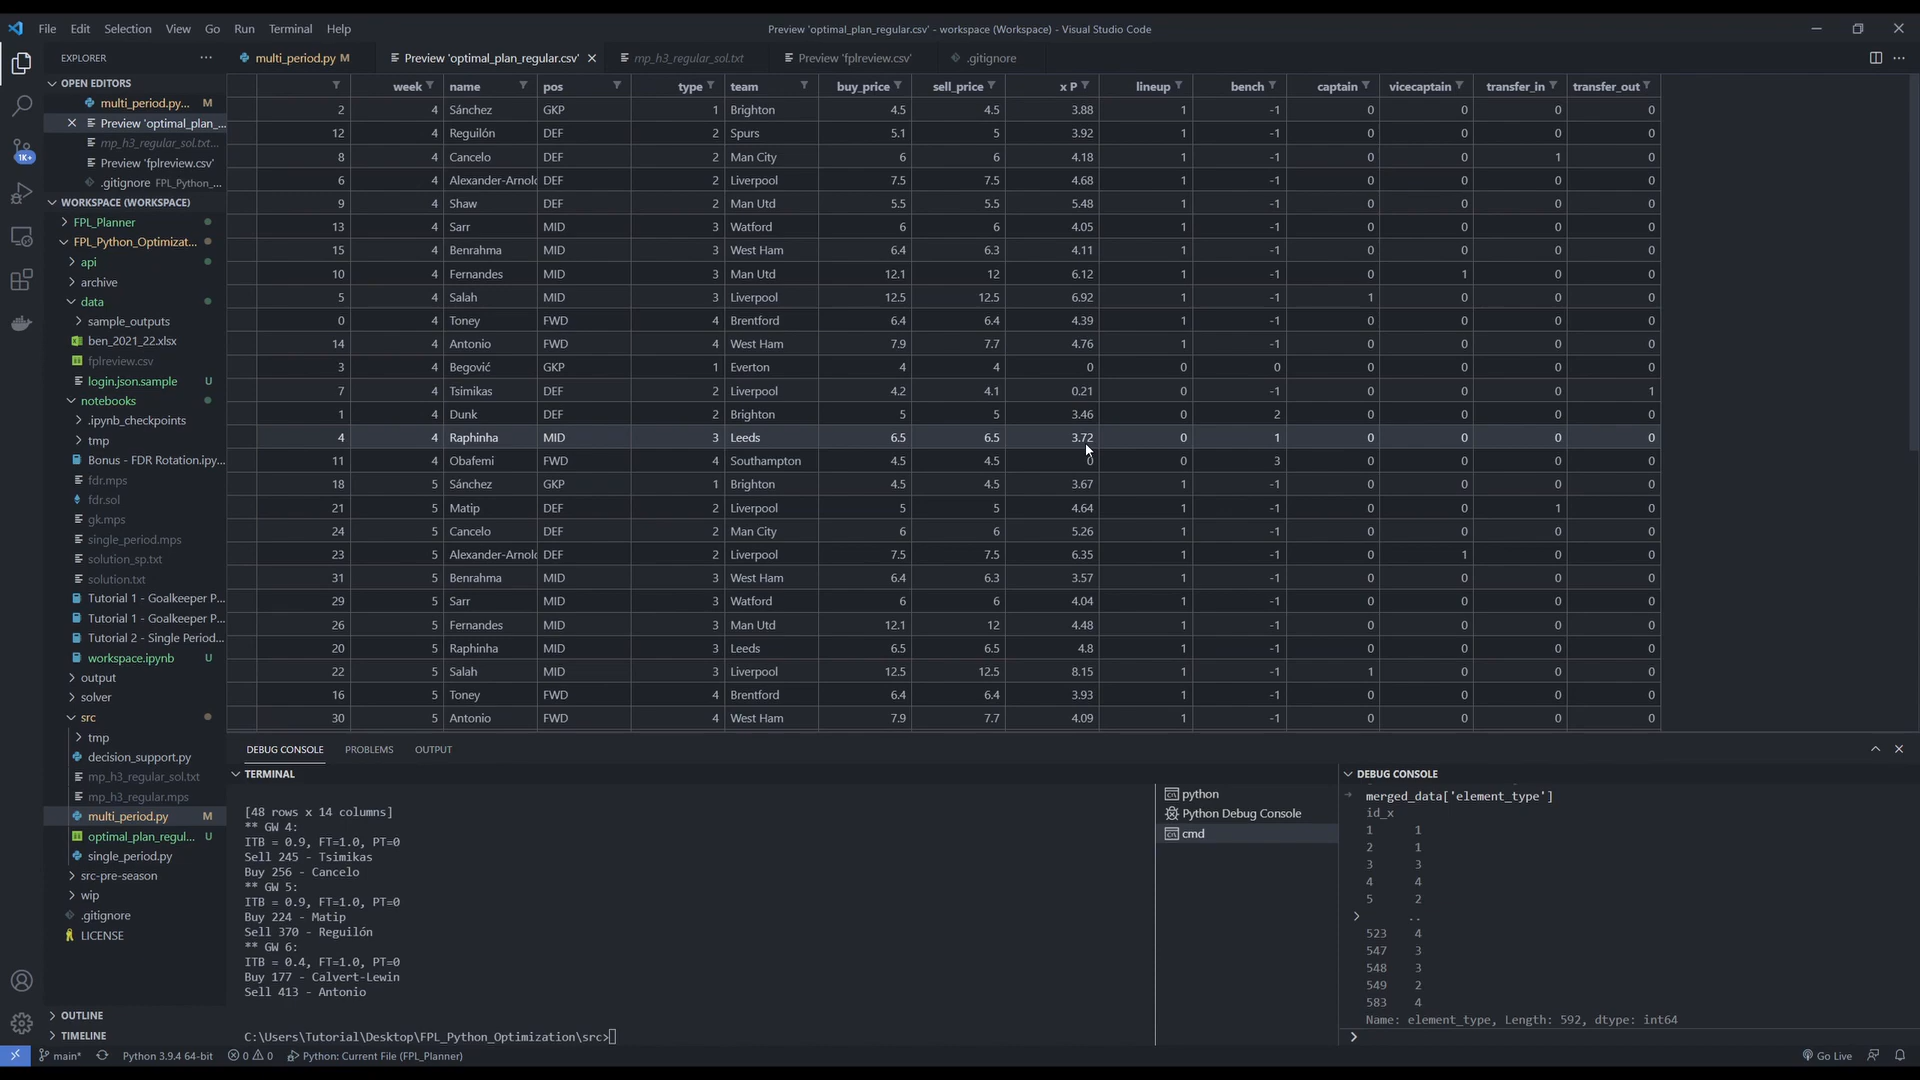 File Edit Selection View Go Run Terminal Help
Preview 'optimal_plan_regular.csv' - workspace (Workspace) - Visual Studio Code
EXPLORER
OPEN EDITORS
multi_period.py... M
Preview 'optimal_plan_...
mp_h3_regular_sol.txt...
Preview 'fplreview.csv'
.gitignore FPL_Python_...
WORKSPACE (WORKSPACE)
FPL_Planner
FPL_Python_Optimizat...
api
archive
data
sample_outputs
ben_2021_22.xlsx
fplreview.csv
login.json.sample U
notebooks
.ipynb_checkpoints
tmp
Bonus - FDR Rotation.ipy...
fdr.mps
fdr.sol
gk.mps
single_period.mps
solution_sp.txt
solution.txt
Tutorial 1 - Goalkeeper P...
Tutorial 1 - Goalkeeper P...
Tutorial 2 - Single Period...
workspace.ipynb U
output
solver
src
tmp
decision_support.py
mp_h3_regular_sol.txt
mp_h3_regular.mps
multi_period.py M
optimal_plan_regul... U
single_period.py
src-pre-season
wip
.gitignore
LICENSE
OUTLINE
TIMELINE
1K+
multi_period.py M Preview 'optimal_plan_regular.csv' mp_h3_regular_sol.txt Preview 'fplreview.csv' .gitignore
week name pos type team buy_price sell_price x P lineup bench captain vicecaptain transfer_in transfer_out
2 4 Sánchez GKP 1 Brighton 4.5 4.5 3.88 1 -1 0 0 0 0
12 4 Reguilón DEF 2 Spurs 5.1 5 3.92 1 -1 0 0 0 0
8 4 Cancelo DEF 2 Man City 6 6 4.18 1 -1 0 0 1 0
6 4 Alexander-Arnolc DEF 2 Liverpool 7.5 7.5 4.68 1 -1 0 0 0 0
9 4 Shaw DEF 2 Man Utd 5.5 5.5 5.48 1 -1 0 0 0 0
13 4 Sarr MID 3 Watford 6 6 4.05 1 -1 0 0 0 0
15 4 Benrahma MID 3 West Ham 6.4 6.3 4.11 1 -1 0 0 0 0
10 4 Fernandes MID 3 Man Utd 12.1 12 6.12 1 -1 0 1 0 0
5 4 Salah MID 3 Liverpool 12.5 12.5 6.92 1 -1 1 0 0 0
0 4 Toney FWD 4 Brentford 6.4 6.4 4.39 1 -1 0 0 0 0
14 4 Antonio FWD 4 West Ham 7.9 7.7 4.76 1 -1 0 0 0 0
3 4 Begović GKP 1 Everton 4 4 0 0 0 0 0 0 0
7 4 Tsimikas DEF 2 Liverpool 4.2 4.1 0.21 0 -1 0 0 0 1
1 4 Dunk DEF 2 Brighton 5 5 3.46 0 2 0 0 0 0
4 4 Raphinha MID 3 Leeds 6.5 6.5 3.72 0 1 0 0 0 0
11 4 Obafemi FWD 4 Southampton 4.5 4.5 0 0 3 0 0 0 0
18 5 Sánchez GKP 1 Brighton 4.5 4.5 3.67 1 -1 0 0 0 0
21 5 Matip DEF 2 Liverpool 5 5 4.64 1 -1 0 0 1 0
24 5 Cancelo DEF 2 Man City 6 6 5.26 1 -1 0 0 0 0
23 5 Alexander-Arnolc DEF 2 Liverpool 7.5 7.5 6.35 1 -1 0 1 0 0
31 5 Benrahma MID 3 West Ham 6.4 6.3 3.57 1 -1 0 0 0 0
29 5 Sarr MID 3 Watford 6 6 4.04 1 -1 0 0 0 0
26 5 Fernandes MID 3 Man Utd 12.1 12 4.48 1 -1 0 0 0 0
20 5 Raphinha MID 3 Leeds 6.5 6.5 4.8 1 -1 0 0 0 0
22 5 Salah MID 3 Liverpool 12.5 12.5 8.15 1 -1 1 0 0 0
16 5 Toney FWD 4 Brentford 6.4 6.4 3.93 1 -1 0 0 0 0
30 5 Antonio FWD 4 West Ham 7.9 7.7 4.09 1 -1 0 0 0 0
DEBUG CONSOLE PROBLEMS OUTPUT
TERMINAL
[48 rows x 14 columns]
** GW 4:
ITB = 0.9, FT=1.0, PT=0
Sell 245 - Tsimikas
Buy 256 - Cancelo
** GW 5:
ITB = 0.9, FT=1.0, PT=0
Buy 224 - Matip
Sell 370 - Reguilón
** GW 6:
ITB = 0.4, FT=1.0, PT=0
Buy 177 - Calvert-Lewin
Sell 413 - Antonio
C:\Users\Tutorial\Desktop\FPL_Python_Optimization\src>
python
Python Debug Console
cmd
DEBUG CONSOLE
merged_data['element_type']
id_x
1 1
2 1
3 3
4 4
5 2
..
523 4
547 3
548 3
549 2
583 4
Name: element_type, Length: 592, dtype: int64
main* Python 3.9.4 64-bit 0 0 Python: Current File (FPL_Planner) Go Live